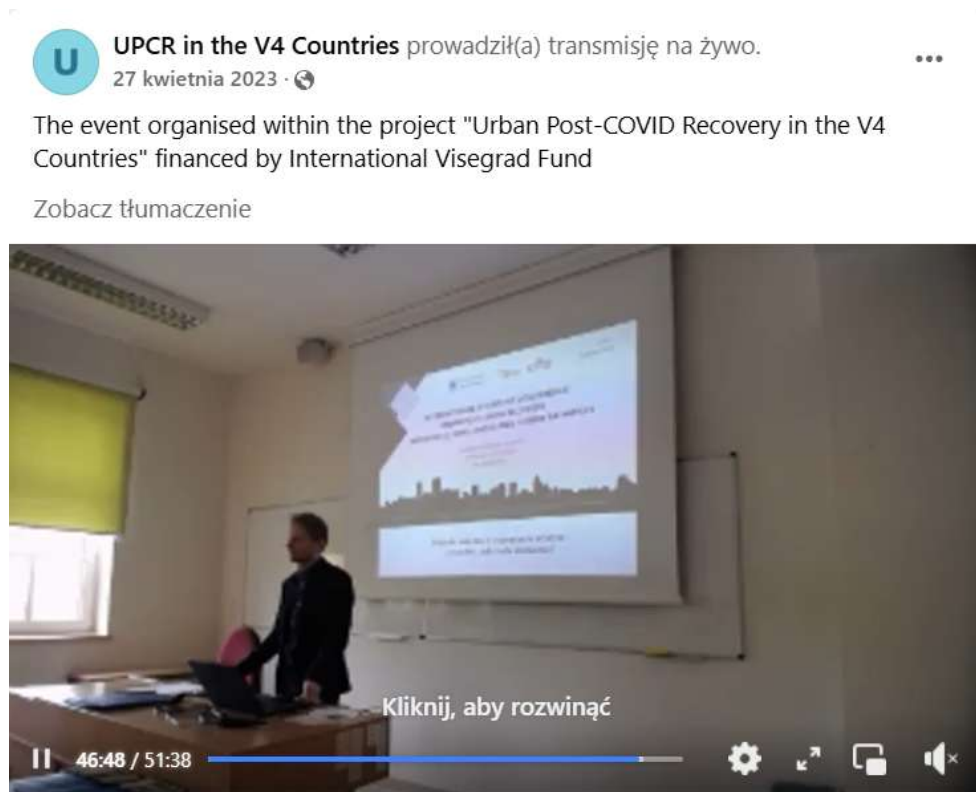 U
UPCR in the V4 Countries prowadził(a) transmisję na żywo.
27 kwietnia 2023 ·
The event organised within the project "Urban Post-COVID Recovery in the V4
Countries" financed by International Visegrad Fund
Zobacz tłumaczenie
Kliknij, aby rozwinąć
46:48 / 51:38